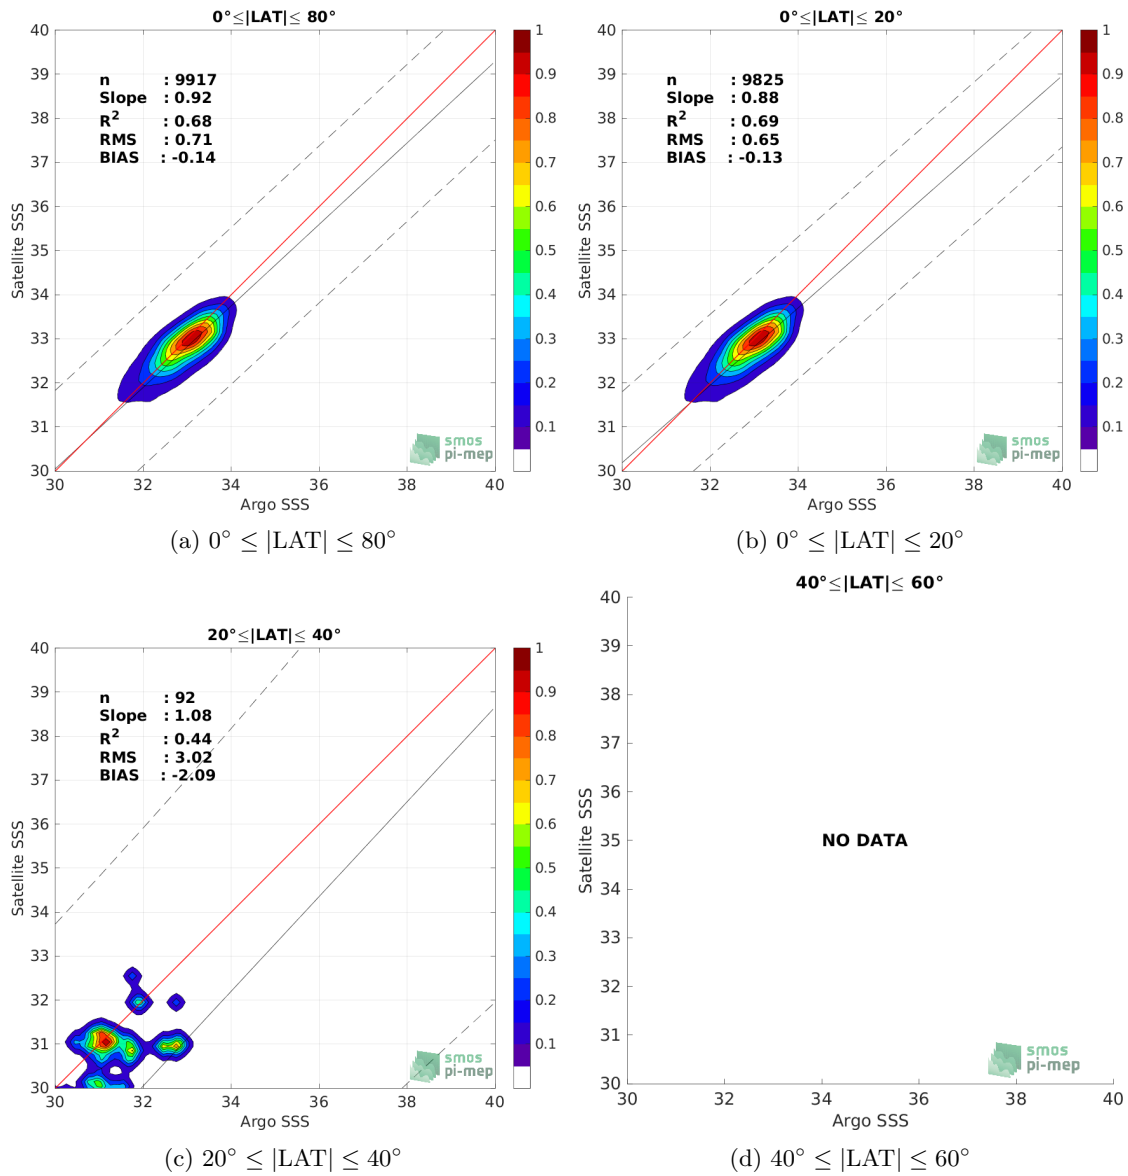 0°≤|LAT|≤ 80°
40
39
38
37
36
35
34
33
32
31
30
Satellite SSS
n : 9917
Slope : 0.92
R2 : 0.68
RMS : 0.71
BIAS : -0.14
smos
pi-mep
30 32 34 36 38 40
Argo SSS
1
0.9
0.8
0.7
0.6
0.5
0.4
0.3
0.2
0.1
(a) 0° ≤ |LAT| ≤ 80°
0°≤|LAT|≤ 20°
40
39
38
37
36
35
34
33
32
31
30
Satellite SSS
n : 9825
Slope : 0.88
R2 : 0.69
RMS : 0.65
BIAS : -0.13
smos
pi-mep
30 32 34 36 38 40
Argo SSS
1
0.9
0.8
0.7
0.6
0.5
0.4
0.3
0.2
0.1
(b) 0° ≤ |LAT| ≤ 20°
20°≤|LAT|≤ 40°
40
39
38
37
36
35
34
33
32
31
30
Satellite SSS
n : 92
Slope : 1.08
R2 : 0.44
RMS : 3.02
BIAS : -2.09
smos
pi-mep
30 32 34 36 38 40
Argo SSS
1
0.9
0.8
0.7
0.6
0.5
0.4
0.3
0.2
0.1
(c) 20° ≤ |LAT| ≤ 40°
40°≤|LAT|≤ 60°
40
39
38
37
36
35
34
33
32
31
30
Satellite SSS
NO DATA
smos
pi-mep
30 32 34 36 38 40
Argo SSS
(d) 40° ≤ |LAT| ≤ 60°